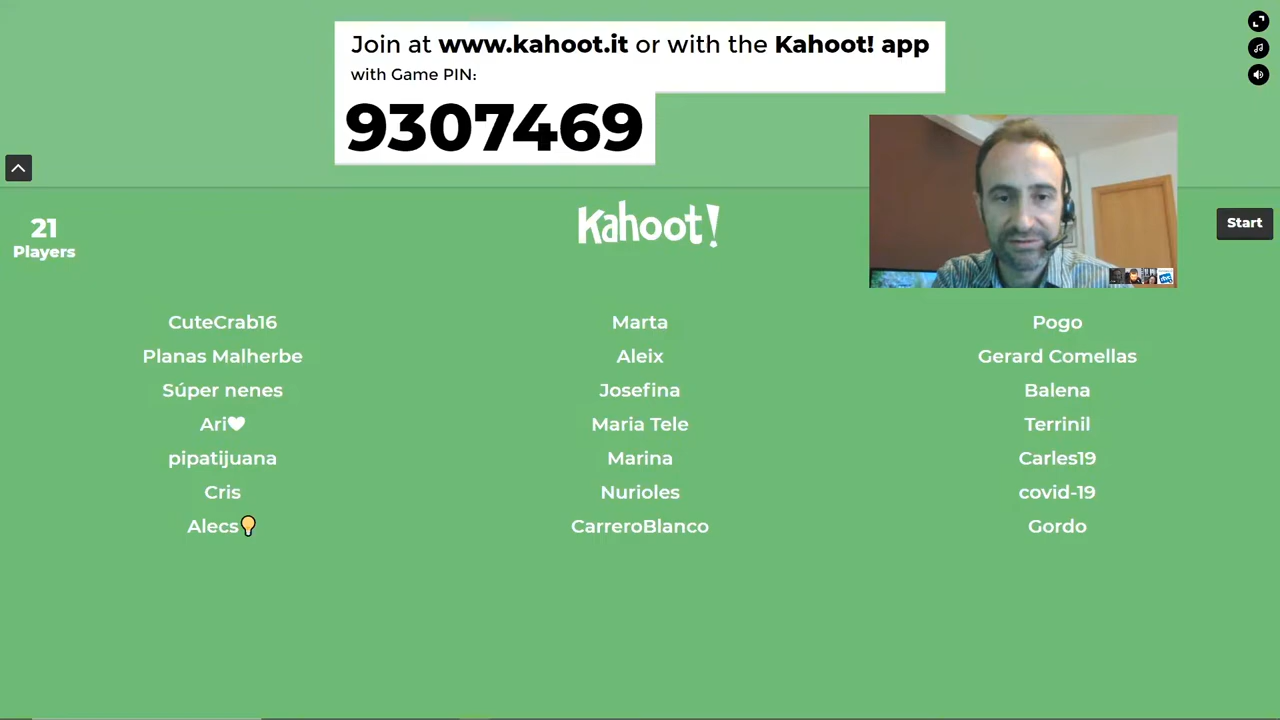 Join at www.kahoot.it or with the Kahoot! app
with Game PIN:
9307469
21
Players
Kahoot!
Start
CuteCrab16
Marta
Pogo
Planas Malherbe
Aleix
Gerard Comellas
Súper nenes
Josefina
Balena
Ari🤍
Maria Tele
Terrinil
pipatijuana
Marina
Carles19
Cris
Nurioles
covid-19
Alecs💡
CarreroBlanco
Gordo